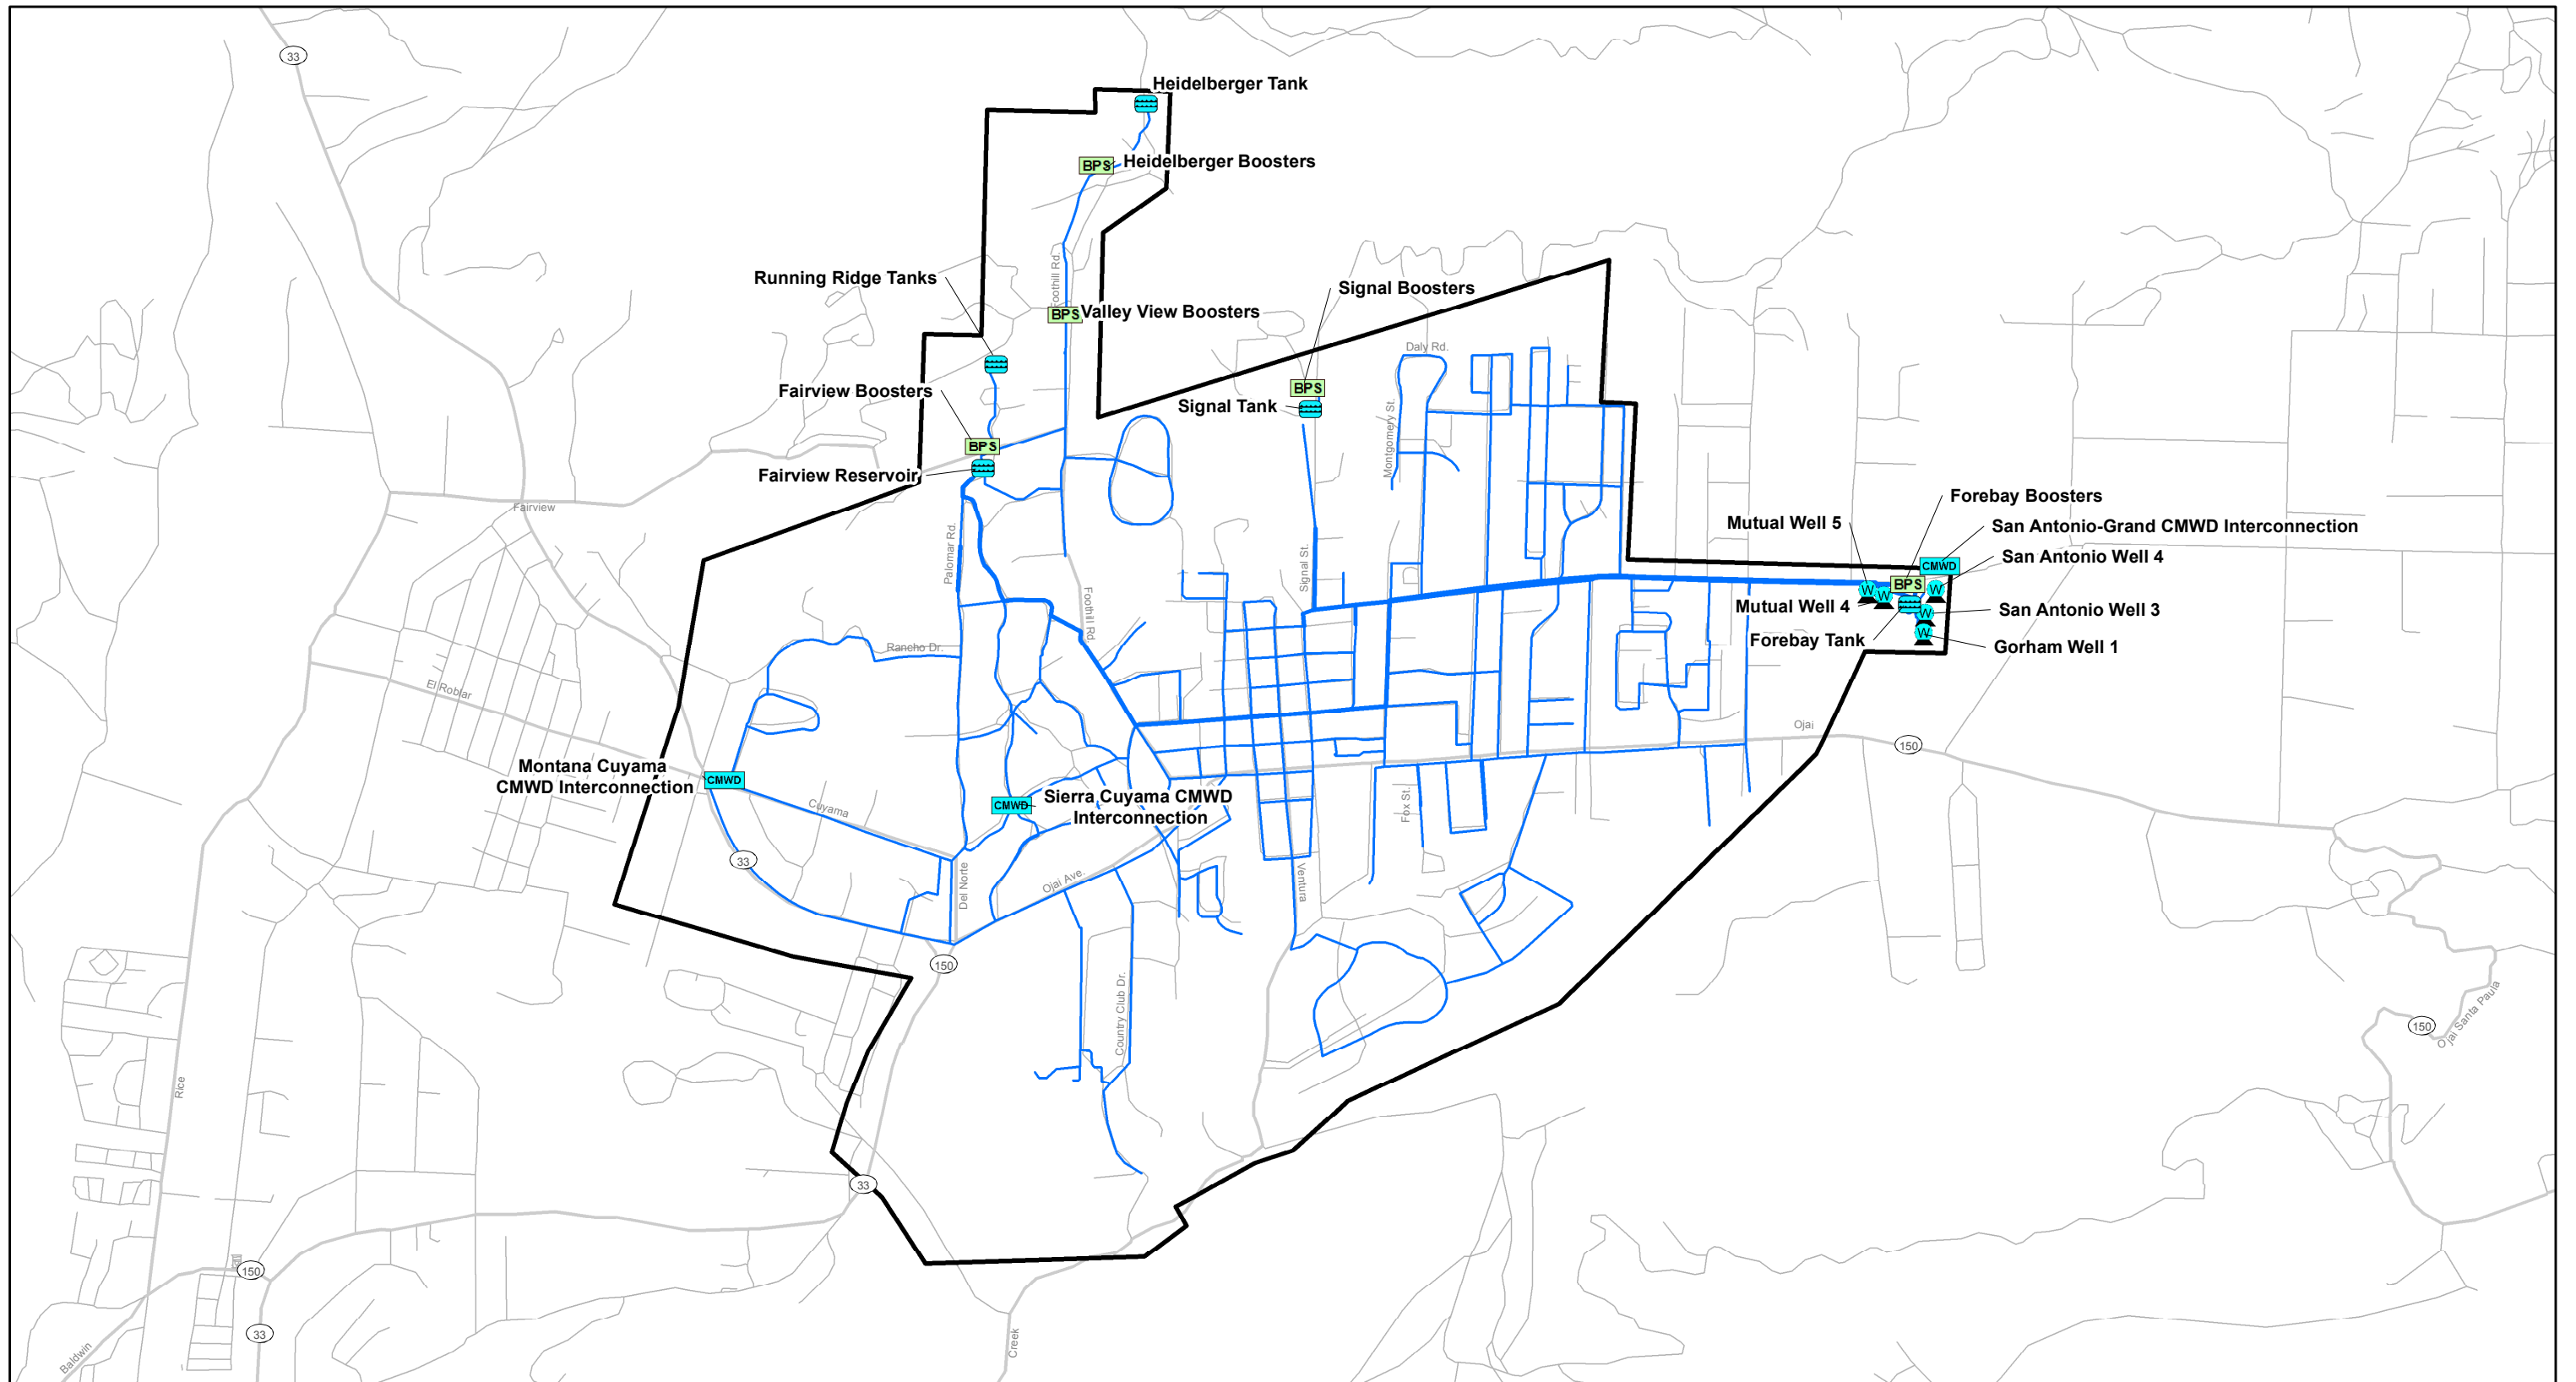 33
Heidelberger Tank
BPS
Heidelberger Boosters
Foothill Rd.
Running Ridge Tanks
BPS
Valley View Boosters
Signal Boosters
Daly Rd.
BPS
Signal Tank
Fairview Boosters
BPS
Fairview Reservoir
Montgomery St.
Fairview
Palomar Rd.
Signal St.
Foothill Rd.
Forebay Boosters
Mutual Well 5
San Antonio-Grand CMWD Interconnection
San Antonio Well 4
CMWD
BPS
W
W
W
W
W
Mutual Well 4
San Antonio Well 3
Forebay Tank
Gorham Well 1
Rancho Dr.
El Roblar
Ojai
150
Montana Cuyama
CMWD Interconnection
CMWD
Cuyama
CMWD
Sierra Cuyama CMWD
Interconnection
Fox St.
33
Del Norte
Ojai Ave.
Ventura
150
Country Club Dr.
150
Ojai Santa Paula
Rice
33
150
33
Baldwin
Creek